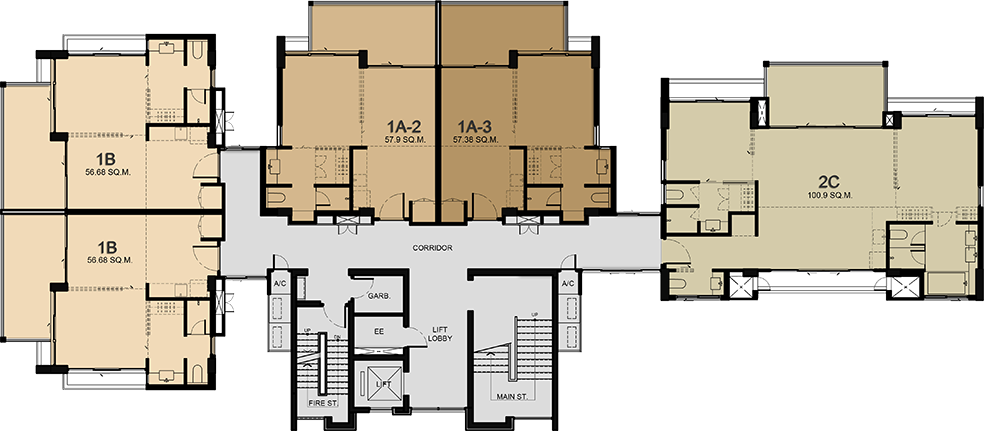 1B
56.68 SQ.M.
1B
56.68 SQ.M.
1A-2
57.9 SQ.M.
1A-3
57.38 SQ.M.
2C
100.9 SQ.M.
CORRIDOR
A/C
GARB.
EE
LIFT
LOBBY
A/C
UP
DN
LIFT
FIRE ST.
UP
MAIN ST.